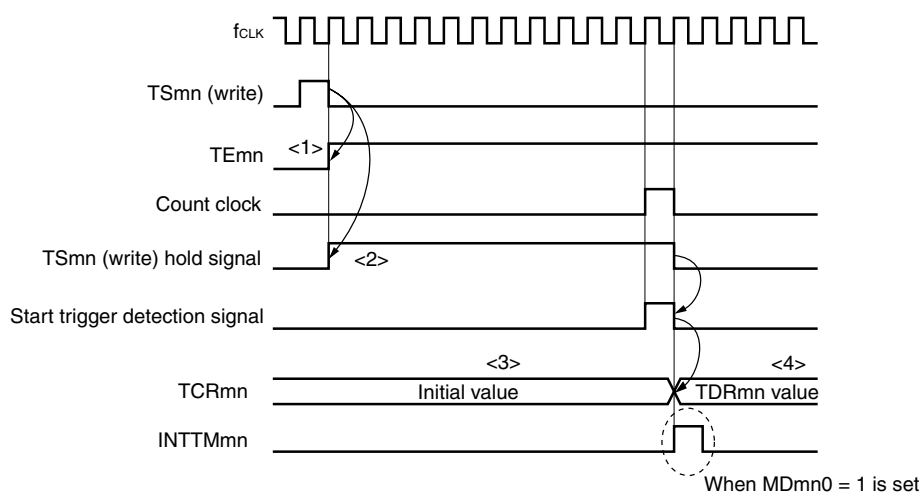 fCLK
TSmn (write)
TEmn
<1>
Count clock
TSmn (write) hold signal
<2>
Start trigger detection signal
<3>
<4>
TCRmn
Initial value
TDRmn value
INTTMmn
When MDmn0 = 1 is set